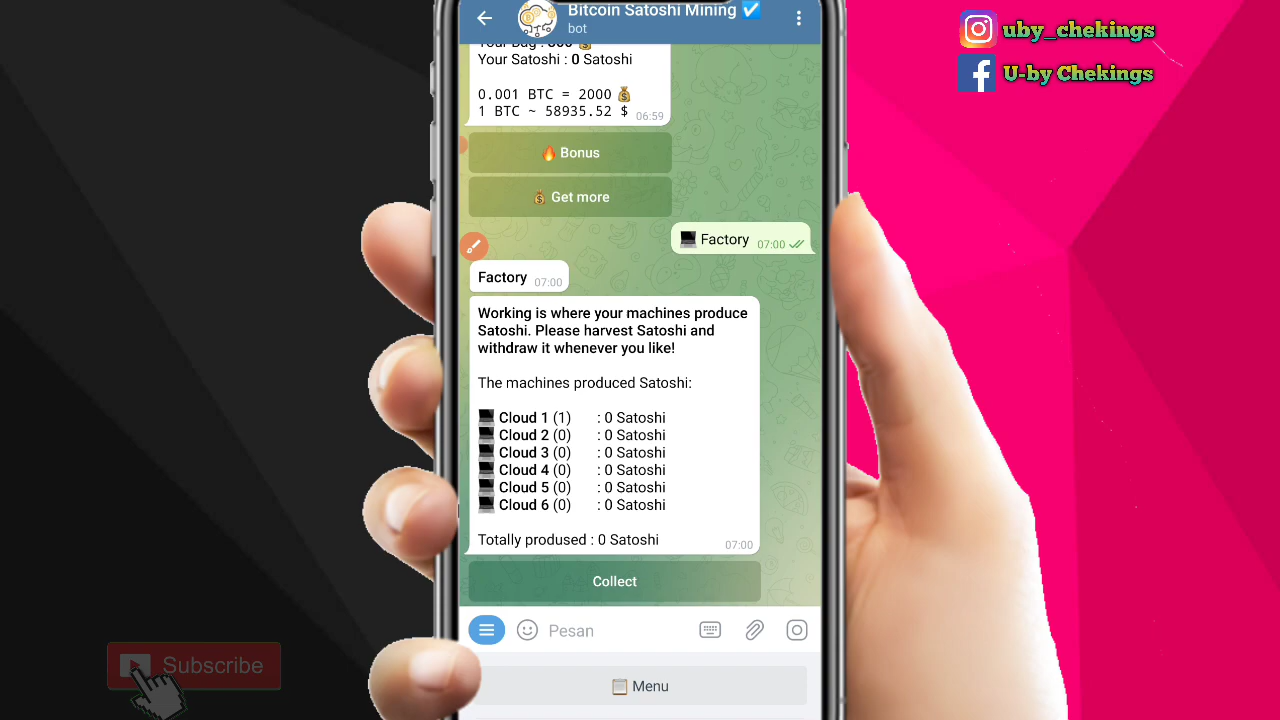 Bitcoin Satoshi Mining
bot
uby_chekings
U-by Chekings
Your Satoshi : 0 Satoshi
0.001 BTC = 2000 💰
1 BTC ~ 58935.52 $ 06:59
🔥 Bonus
💰 Get more
💻 Factory 07:00
Factory 07:00
Working is where your machines produce
Satoshi. Please harvest Satoshi and
withdraw it whenever you like!
The machines produced Satoshi:
💻 Cloud 1 (1) : 0 Satoshi
💻 Cloud 2 (0) : 0 Satoshi
💻 Cloud 3 (0) : 0 Satoshi
💻 Cloud 4 (0) : 0 Satoshi
💻 Cloud 5 (0) : 0 Satoshi
💻 Cloud 6 (0) : 0 Satoshi
Totally prodused : 0 Satoshi 07:00
Collect
Pesan
Subscribe
📋 Menu